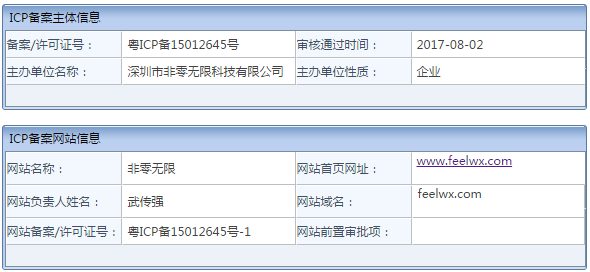 ICP备案主体信息
备案/许可证号： 粤ICP备15012645号 审核通过时间： 2017-08-02
主办单位名称： 深圳市非零无限科技有限公司 主办单位性质： 企业
ICP备案网站信息
网站名称： 非零无限 网站首页网址： www.feelwx.com
网站负责人姓名： 武传强 网站域名： feelwx.com
网站备案/许可证号： 粤ICP备15012645号-1 网站前置审批项：